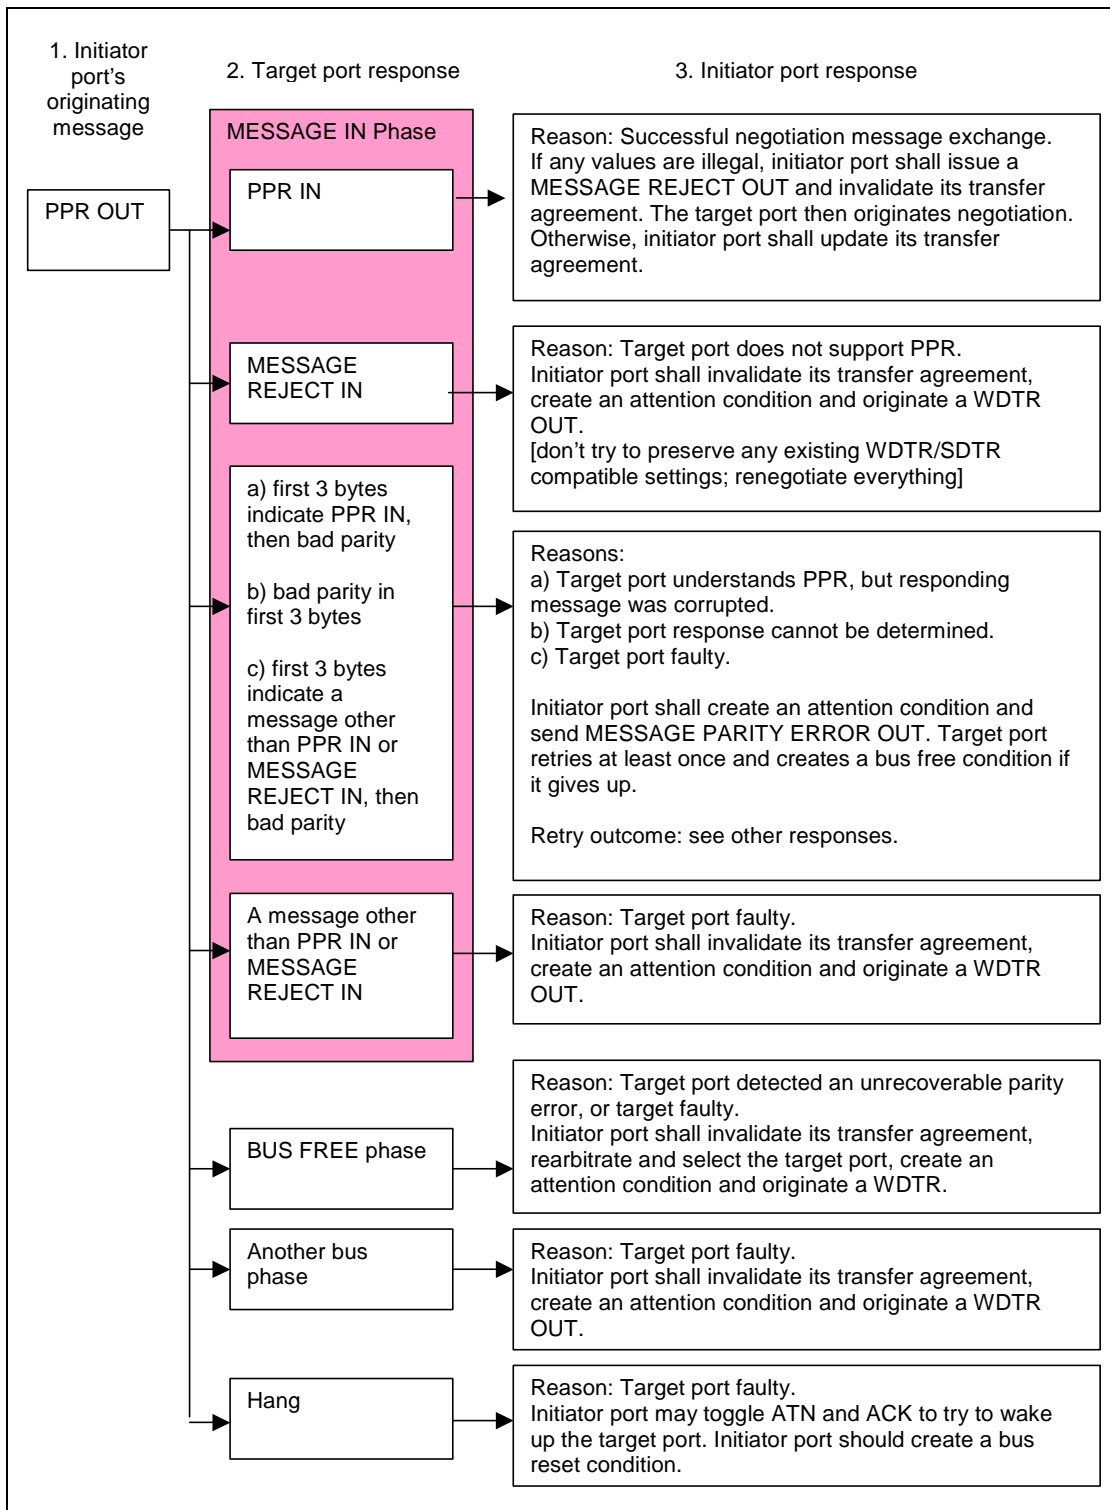 1. Initiator
port's
originating
message
2. Target port response
3. Initiator port response
PPR OUT
MESSAGE IN Phase
PPR IN
Reason: Successful negotiation message exchange.
If any values are illegal, initiator port shall issue a
MESSAGE REJECT OUT and invalidate its transfer
agreement. The target port then originates negotiation.
Otherwise, initiator port shall update its transfer
agreement.
MESSAGE
REJECT IN
Reason: Target port does not support PPR.
Initiator port shall invalidate its transfer agreement,
create an attention condition and originate a WDTR
OUT.
[don't try to preserve any existing WDTR/SDTR
compatible settings; renegotiate everything]
a) first 3 bytes
indicate PPR IN,
then bad parity
b) bad parity in
first 3 bytes
c) first 3 bytes
indicate a
message other
than PPR IN or
MESSAGE
REJECT IN, then
bad parity
Reasons:
a) Target port understands PPR, but responding
message was corrupted.
b) Target port response cannot be determined.
c) Target port faulty.
Initiator port shall create an attention condition and
send MESSAGE PARITY ERROR OUT. Target port
retries at least once and creates a bus free condition if
it gives up.
Retry outcome: see other responses.
A message other
than PPR IN or
MESSAGE
REJECT IN
Reason: Target port faulty.
Initiator port shall invalidate its transfer agreement,
create an attention condition and originate a WDTR
OUT.
BUS FREE phase
Reason: Target port detected an unrecoverable parity
error, or target faulty.
Initiator port shall invalidate its transfer agreement,
rearbitrate and select the target port, create an
attention condition and originate a WDTR.
Another bus
phase
Reason: Target port faulty.
Initiator port shall invalidate its transfer agreement,
create an attention condition and originate a WDTR
OUT.
Hang
Reason: Target port faulty.
Initiator port may toggle ATN and ACK to try to wake
up the target port. Initiator port should create a bus
reset condition.